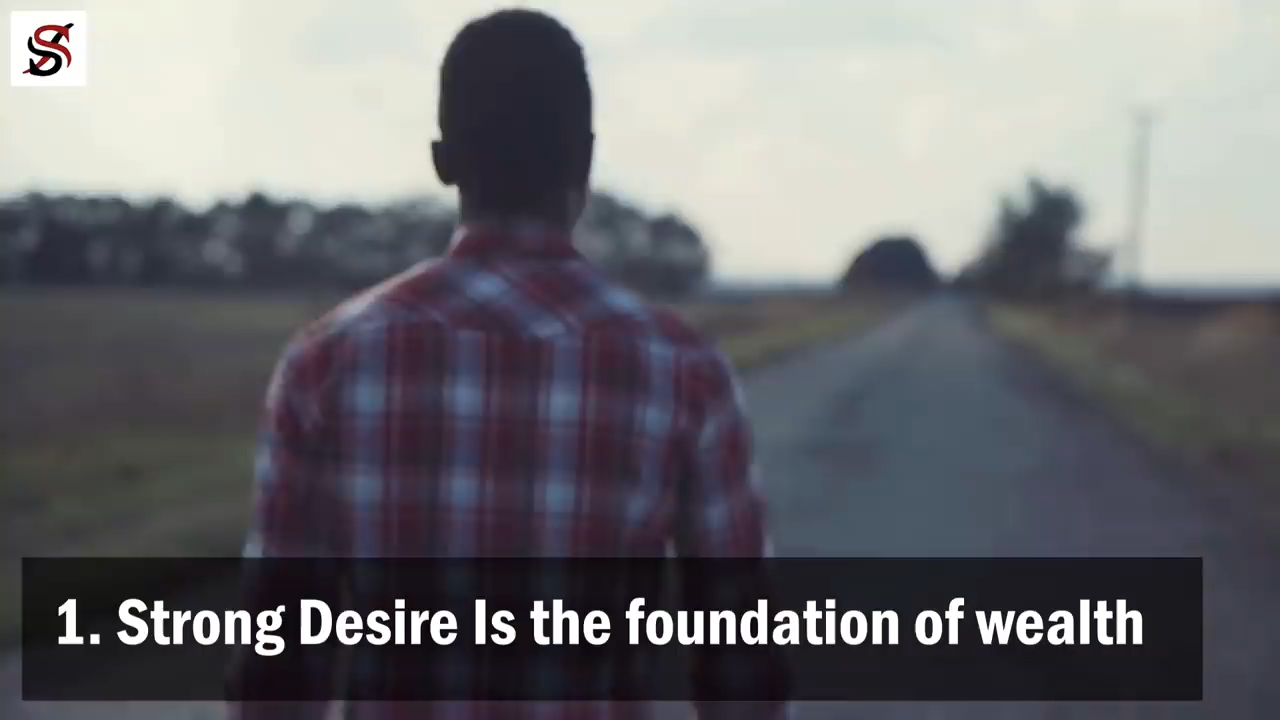 1. Strong Desire Is the foundation of wealth